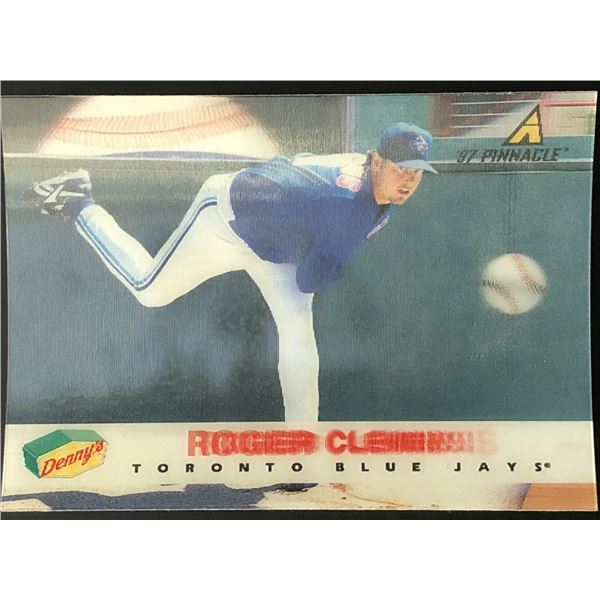 '97 PINNACLE
ROGER CLEMENS
Denny's
TORONTO BLUE JAYS®